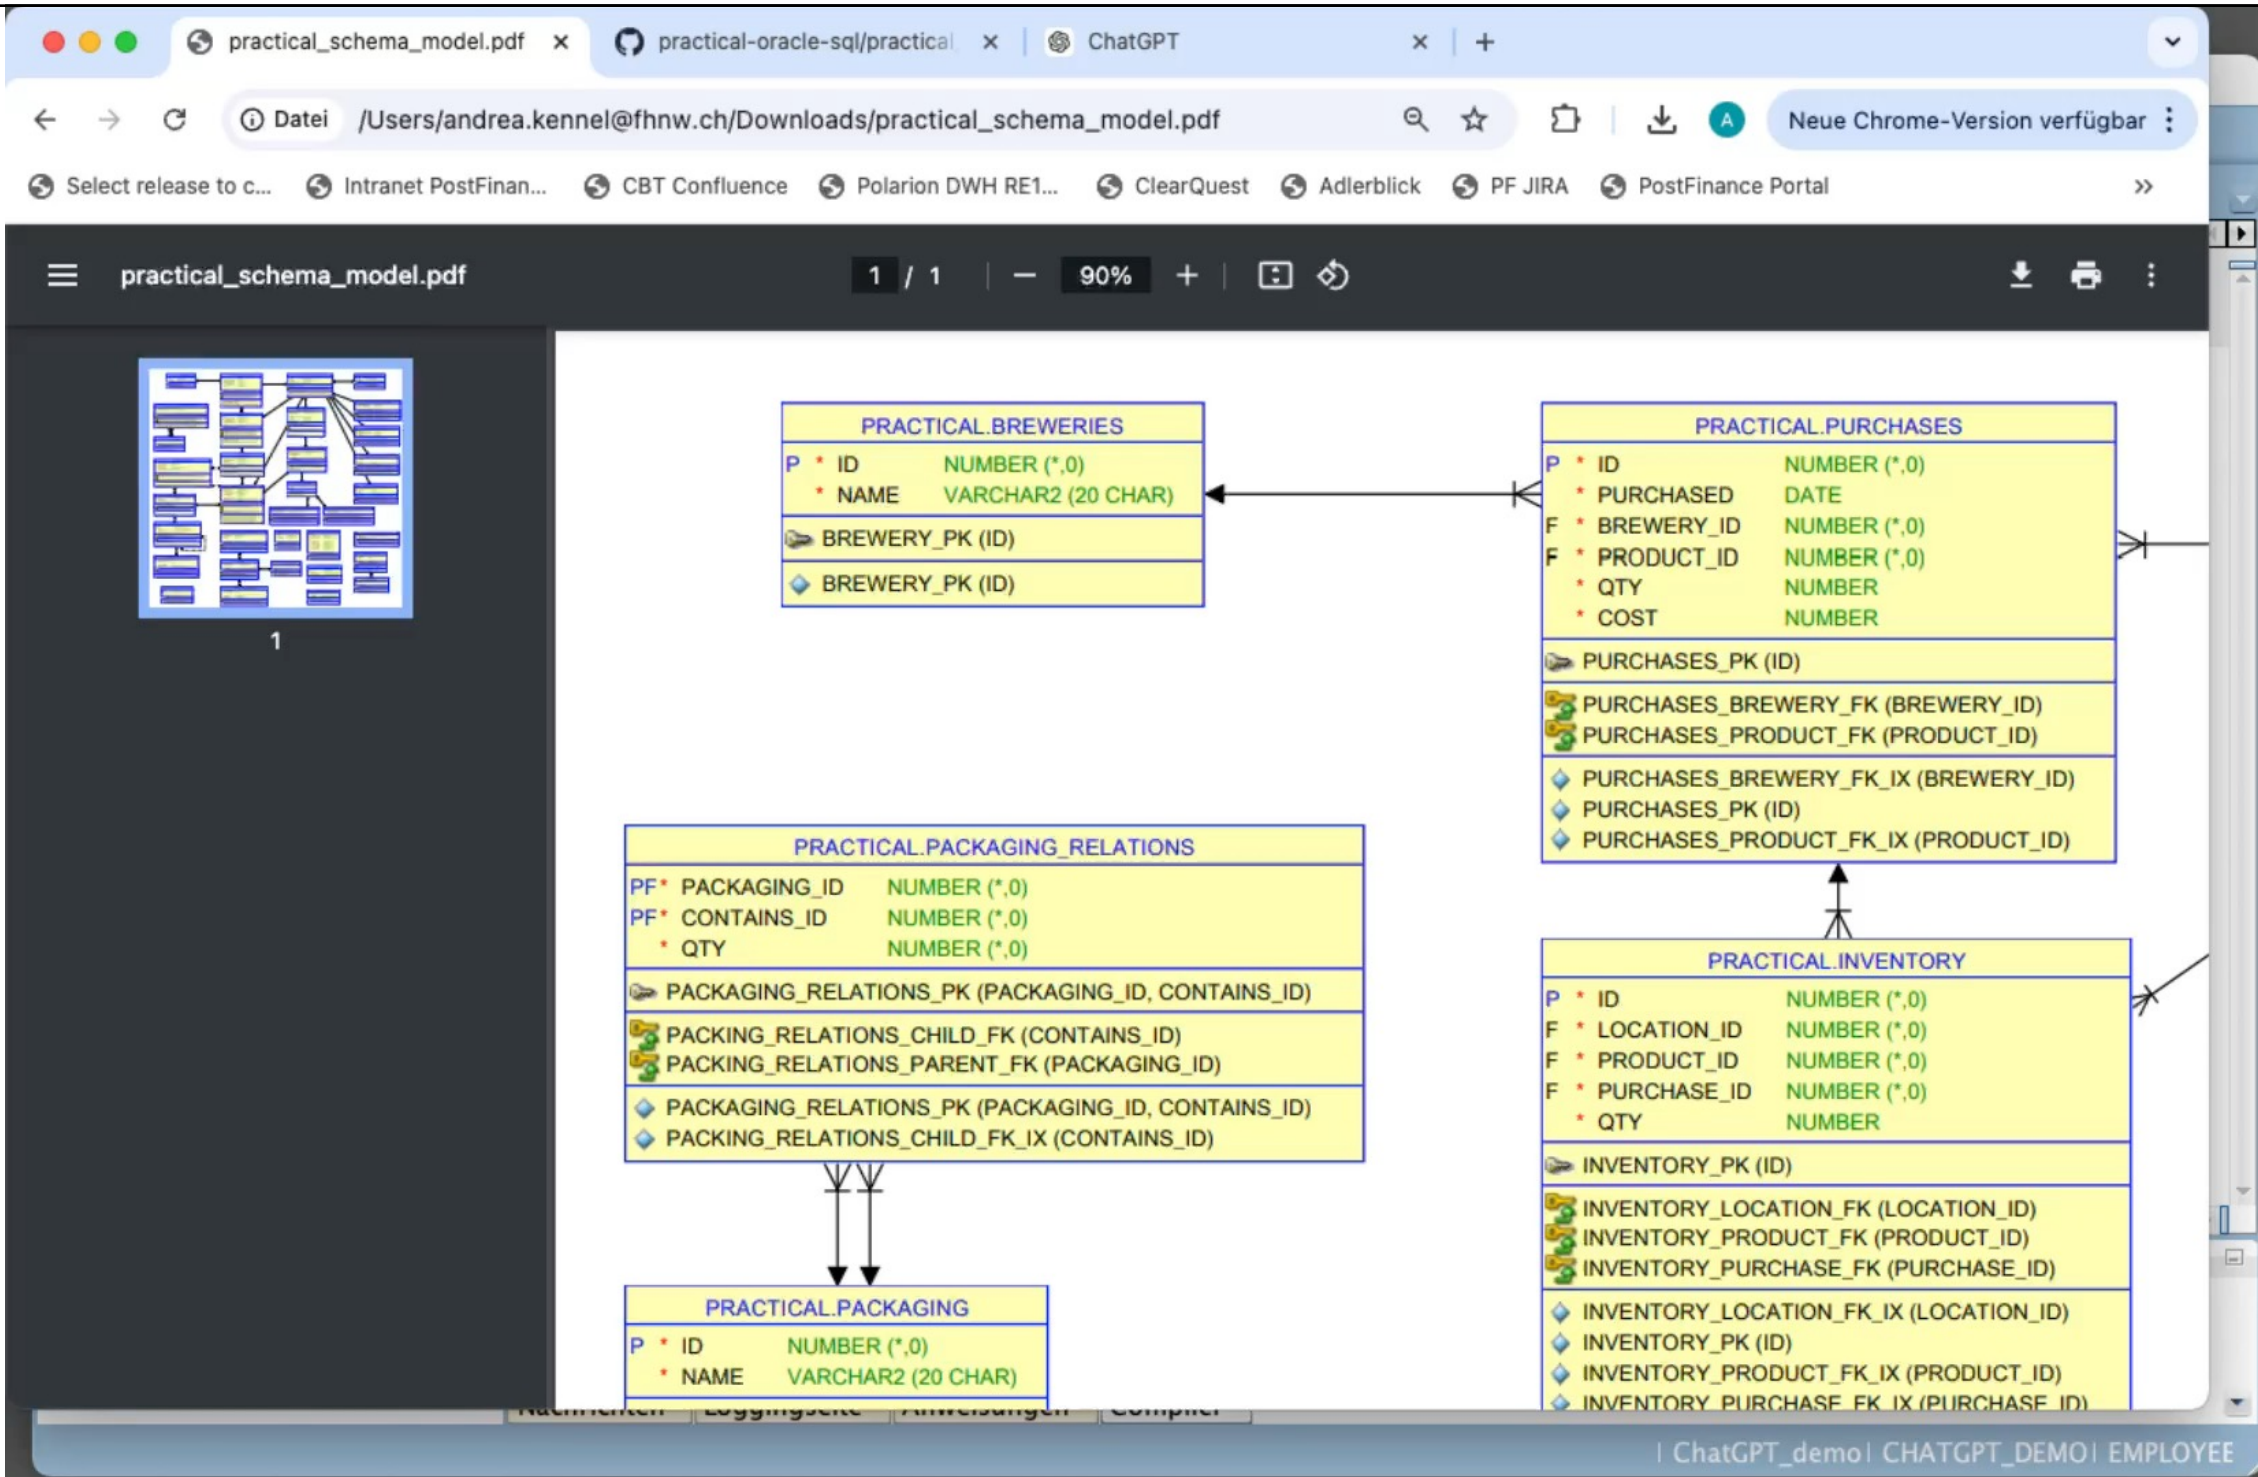 practical_schema_model.pdf
practical-oracle-sql/practical
ChatGPT
Datei
/Users/andrea.kennel@fhnw.ch/Downloads/practical_schema_model.pdf
A
Neue Chrome-Version verfügbar
Select release to c...
Intranet PostFinan...
CBT Confluence
Polarion DWH RE1...
ClearQuest
Adlerblick
PF JIRA
PostFinance Portal
»
practical_schema_model.pdf
1 / 1
90%
1
PRACTICAL.BREWERIES
P * ID NUMBER (*,0)
* NAME VARCHAR2 (20 CHAR)
BREWERY_PK (ID)
BREWERY_PK (ID)
PRACTICAL.PURCHASES
P * ID NUMBER (*,0)
* PURCHASED DATE
F * BREWERY_ID NUMBER (*,0)
F * PRODUCT_ID NUMBER (*,0)
* QTY NUMBER
* COST NUMBER
PURCHASES_PK (ID)
PURCHASES_BREWERY_FK (BREWERY_ID)
PURCHASES_PRODUCT_FK (PRODUCT_ID)
PURCHASES_BREWERY_FK_IX (BREWERY_ID)
PURCHASES_PK (ID)
PURCHASES_PRODUCT_FK_IX (PRODUCT_ID)
PRACTICAL.PACKAGING_RELATIONS
PF* PACKAGING_ID NUMBER (*,0)
PF* CONTAINS_ID NUMBER (*,0)
* QTY NUMBER (*,0)
PACKAGING_RELATIONS_PK (PACKAGING_ID, CONTAINS_ID)
PACKING_RELATIONS_CHILD_FK (CONTAINS_ID)
PACKING_RELATIONS_PARENT_FK (PACKAGING_ID)
PACKAGING_RELATIONS_PK (PACKAGING_ID, CONTAINS_ID)
PACKING_RELATIONS_CHILD_FK_IX (CONTAINS_ID)
PRACTICAL.INVENTORY
P * ID NUMBER (*,0)
F * LOCATION_ID NUMBER (*,0)
F * PRODUCT_ID NUMBER (*,0)
F * PURCHASE_ID NUMBER (*,0)
* QTY NUMBER
INVENTORY_PK (ID)
INVENTORY_LOCATION_FK (LOCATION_ID)
INVENTORY_PRODUCT_FK (PRODUCT_ID)
INVENTORY_PURCHASE_FK (PURCHASE_ID)
INVENTORY_LOCATION_FK_IX (LOCATION_ID)
INVENTORY_PK (ID)
INVENTORY_PRODUCT_FK_IX (PRODUCT_ID)
INVENTORY_PURCHASE_FK_IX (PURCHASE_ID)
PRACTICAL.PACKAGING
P * ID NUMBER (*,0)
* NAME VARCHAR2 (20 CHAR)
Nachrichten Loggingseite Anweisungen Compiler
| ChatGPT_demo| CHATGPT_DEMO| EMPLOYEE